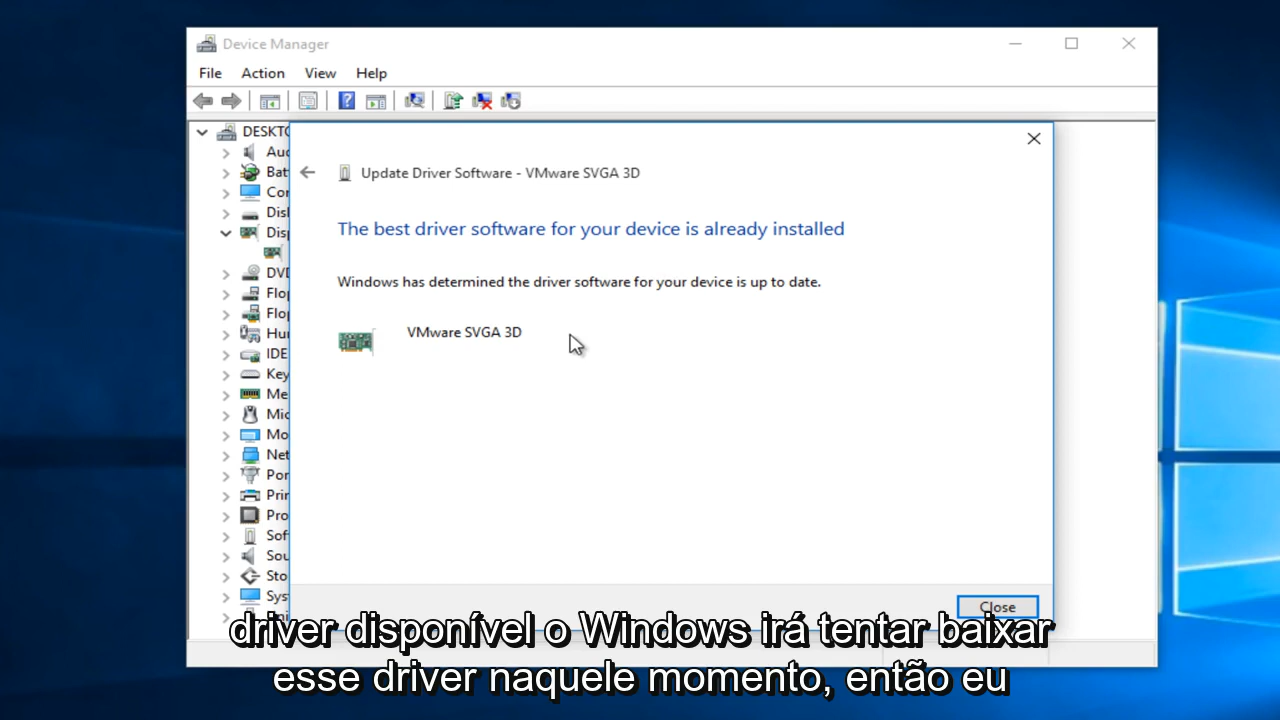 Device Manager
File Action View Help
DESKTO
Aud
Bat
Cor
Disl
Disp
DVD
Flop
Flop
Hu
IDE
Key
Me
Mic
Mo
Net
Por
Prin
Pro
Sof
Sou
Sto
Sys
Update Driver Software - VMware SVGA 3D
The best driver software for your device is already installed
Windows has determined the driver software for your device is up to date.
VMware SVGA 3D
Close
driver disponível o Windows irá tentar baixar
esse driver naquele momento, então eu